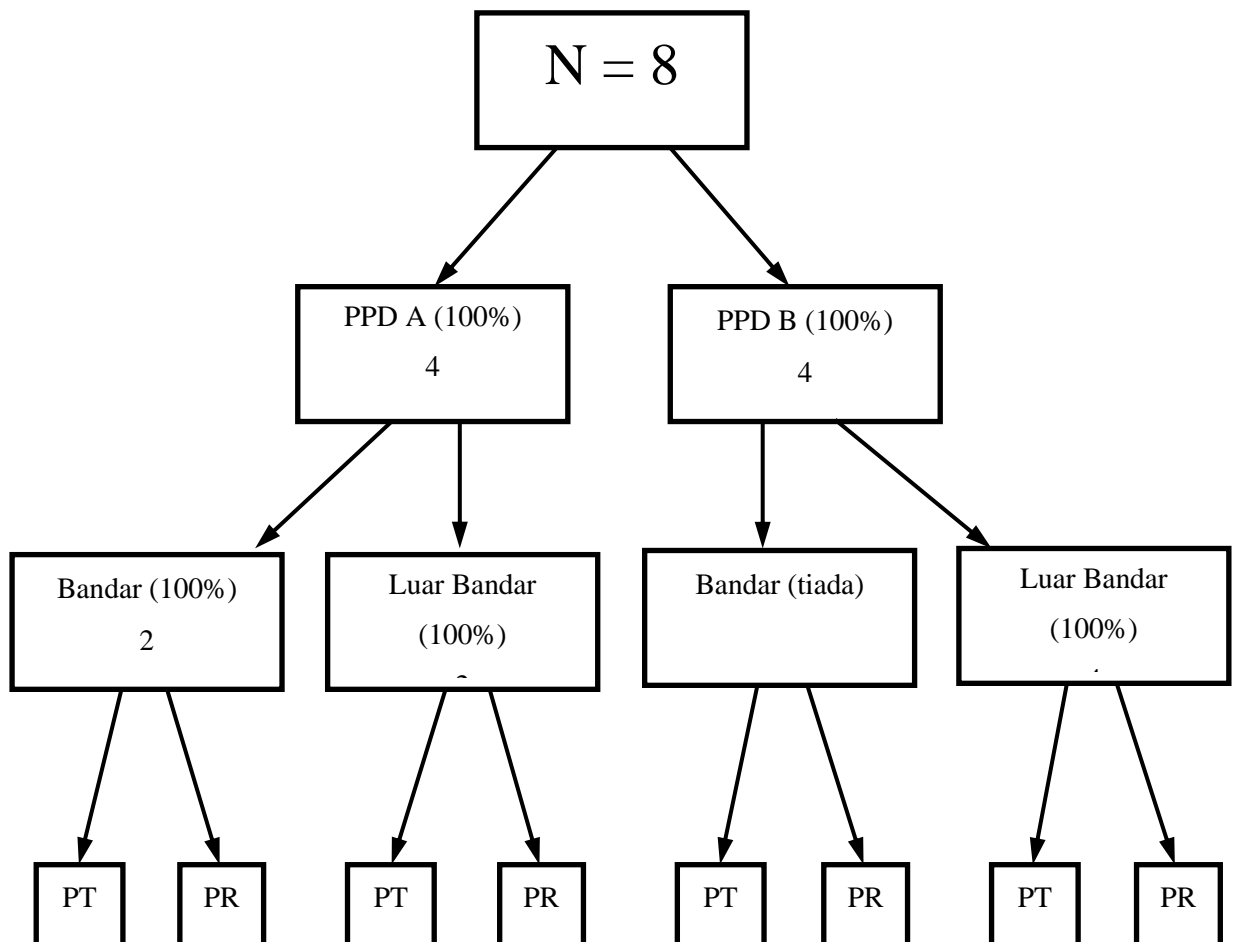 N = 8
PPD A (100%)
4
PPD B (100%)
4
Bandar (100%)
2
Luar Bandar
(100%)
Bandar (tiada)
Luar Bandar
(100%)
PT
PR
PT
PR
PT
PR
PT
PR